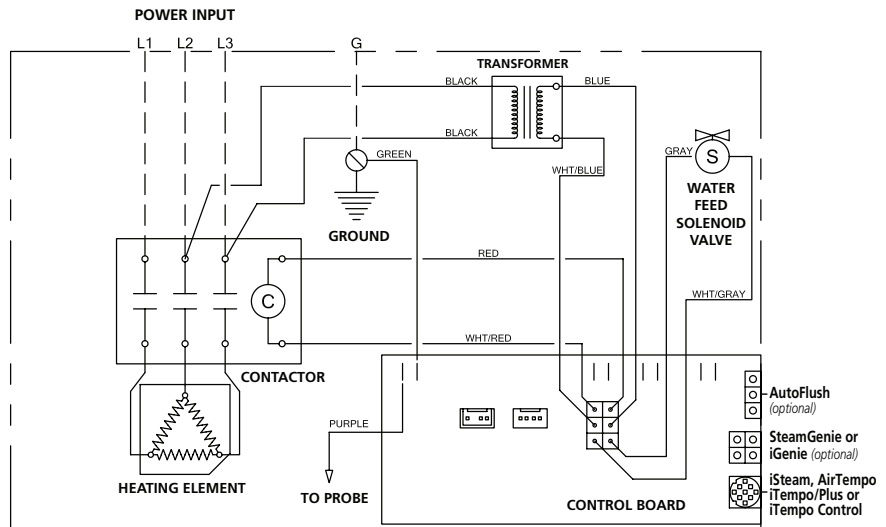 POWER INPUT
L1 L2 L3 G
TRANSFORMER
BLACK
BLUE
BLACK
GREEN
GRAY
S
WHT/BLUE
WATER
FEED
SOLENOID
VALVE
GROUND
RED
C
WHT/GRAY
WHT/RED
CONTACTOR
AutoFlush
(optional)
PURPLE
SteamGenie or
iGenie (optional)
HEATING ELEMENT
TO PROBE
CONTROL BOARD
iSteam, AirTempo
iTempo/Plus or
iTempo Control